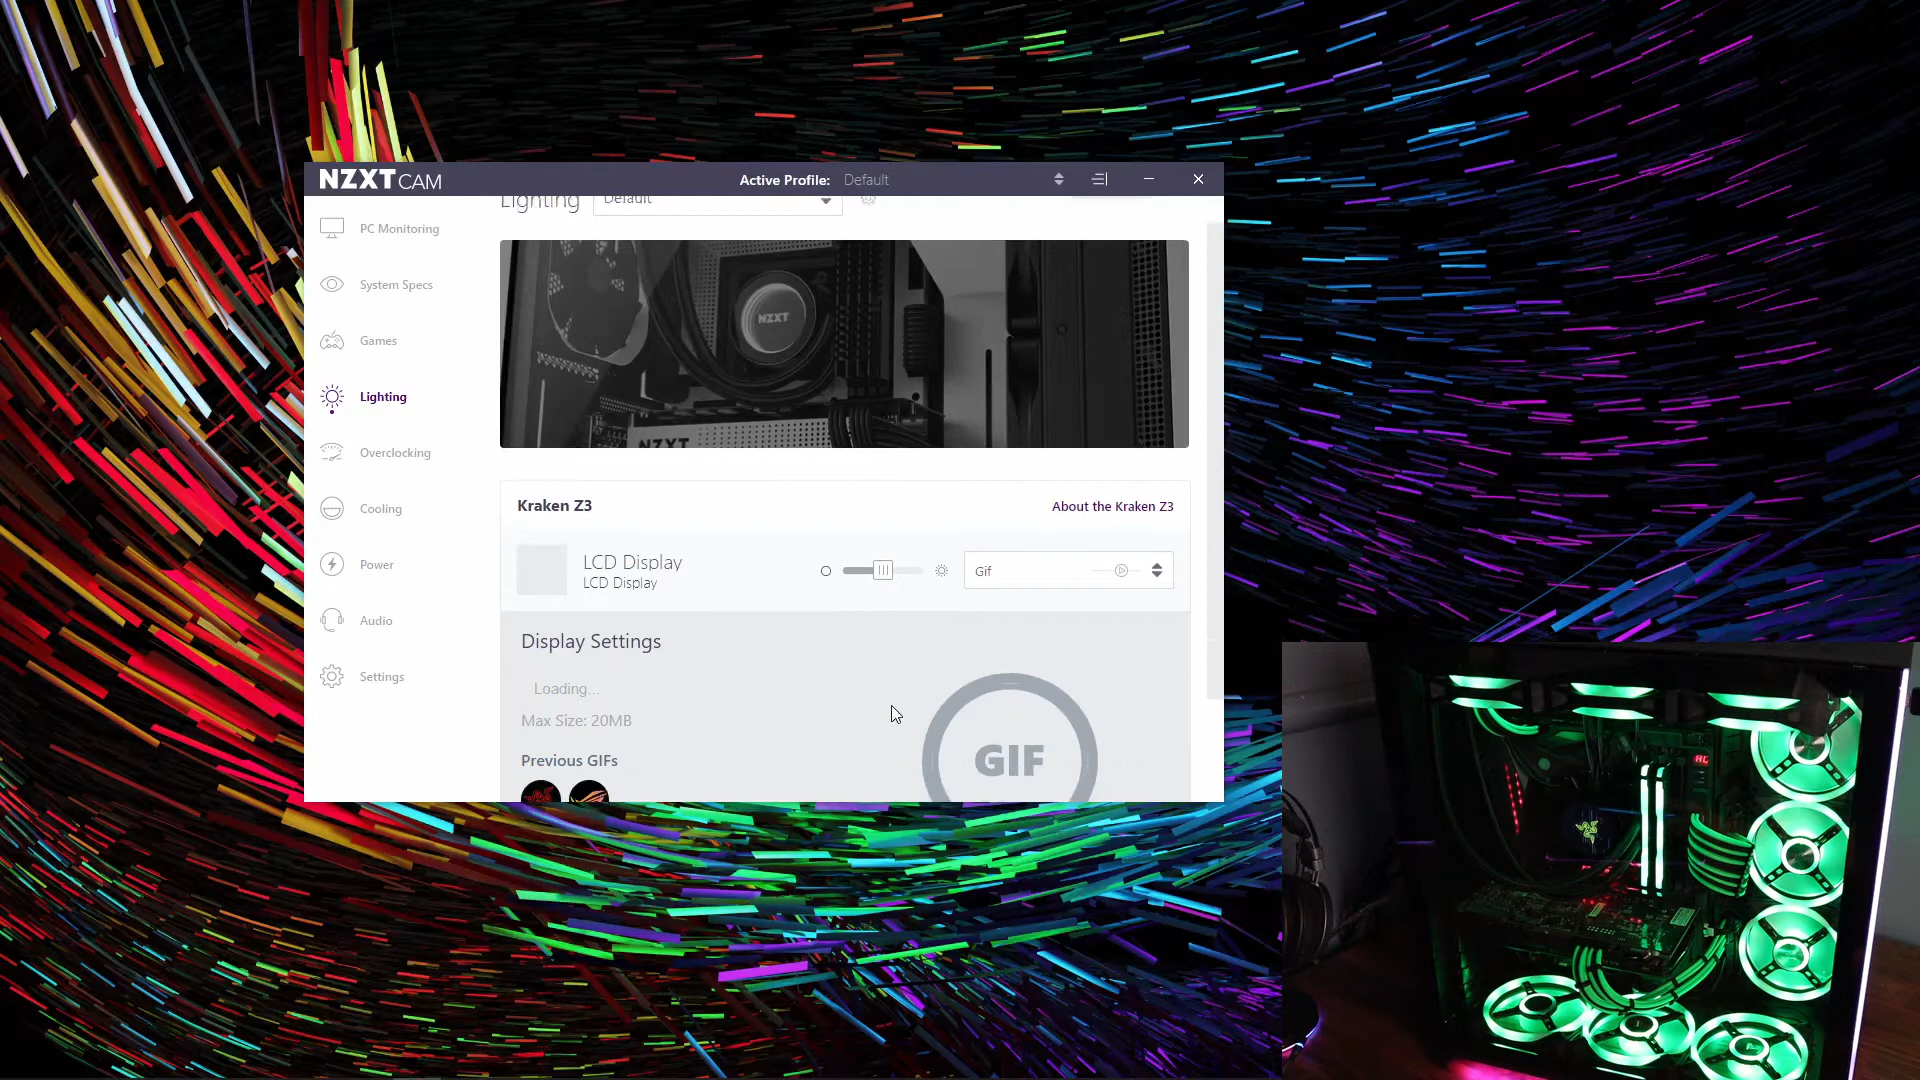 NZXT CAM
Active Profile: Default
Lighting Default
PC Monitoring
System Specs
Games
Lighting
Overclocking
Cooling
Power
Audio
Settings
NZXT
NZXT
Kraken Z3
About the Kraken Z3
LCD Display
LCD Display
Gif
Display Settings
Loading...
Max Size: 20MB
Previous GIFs
GIF